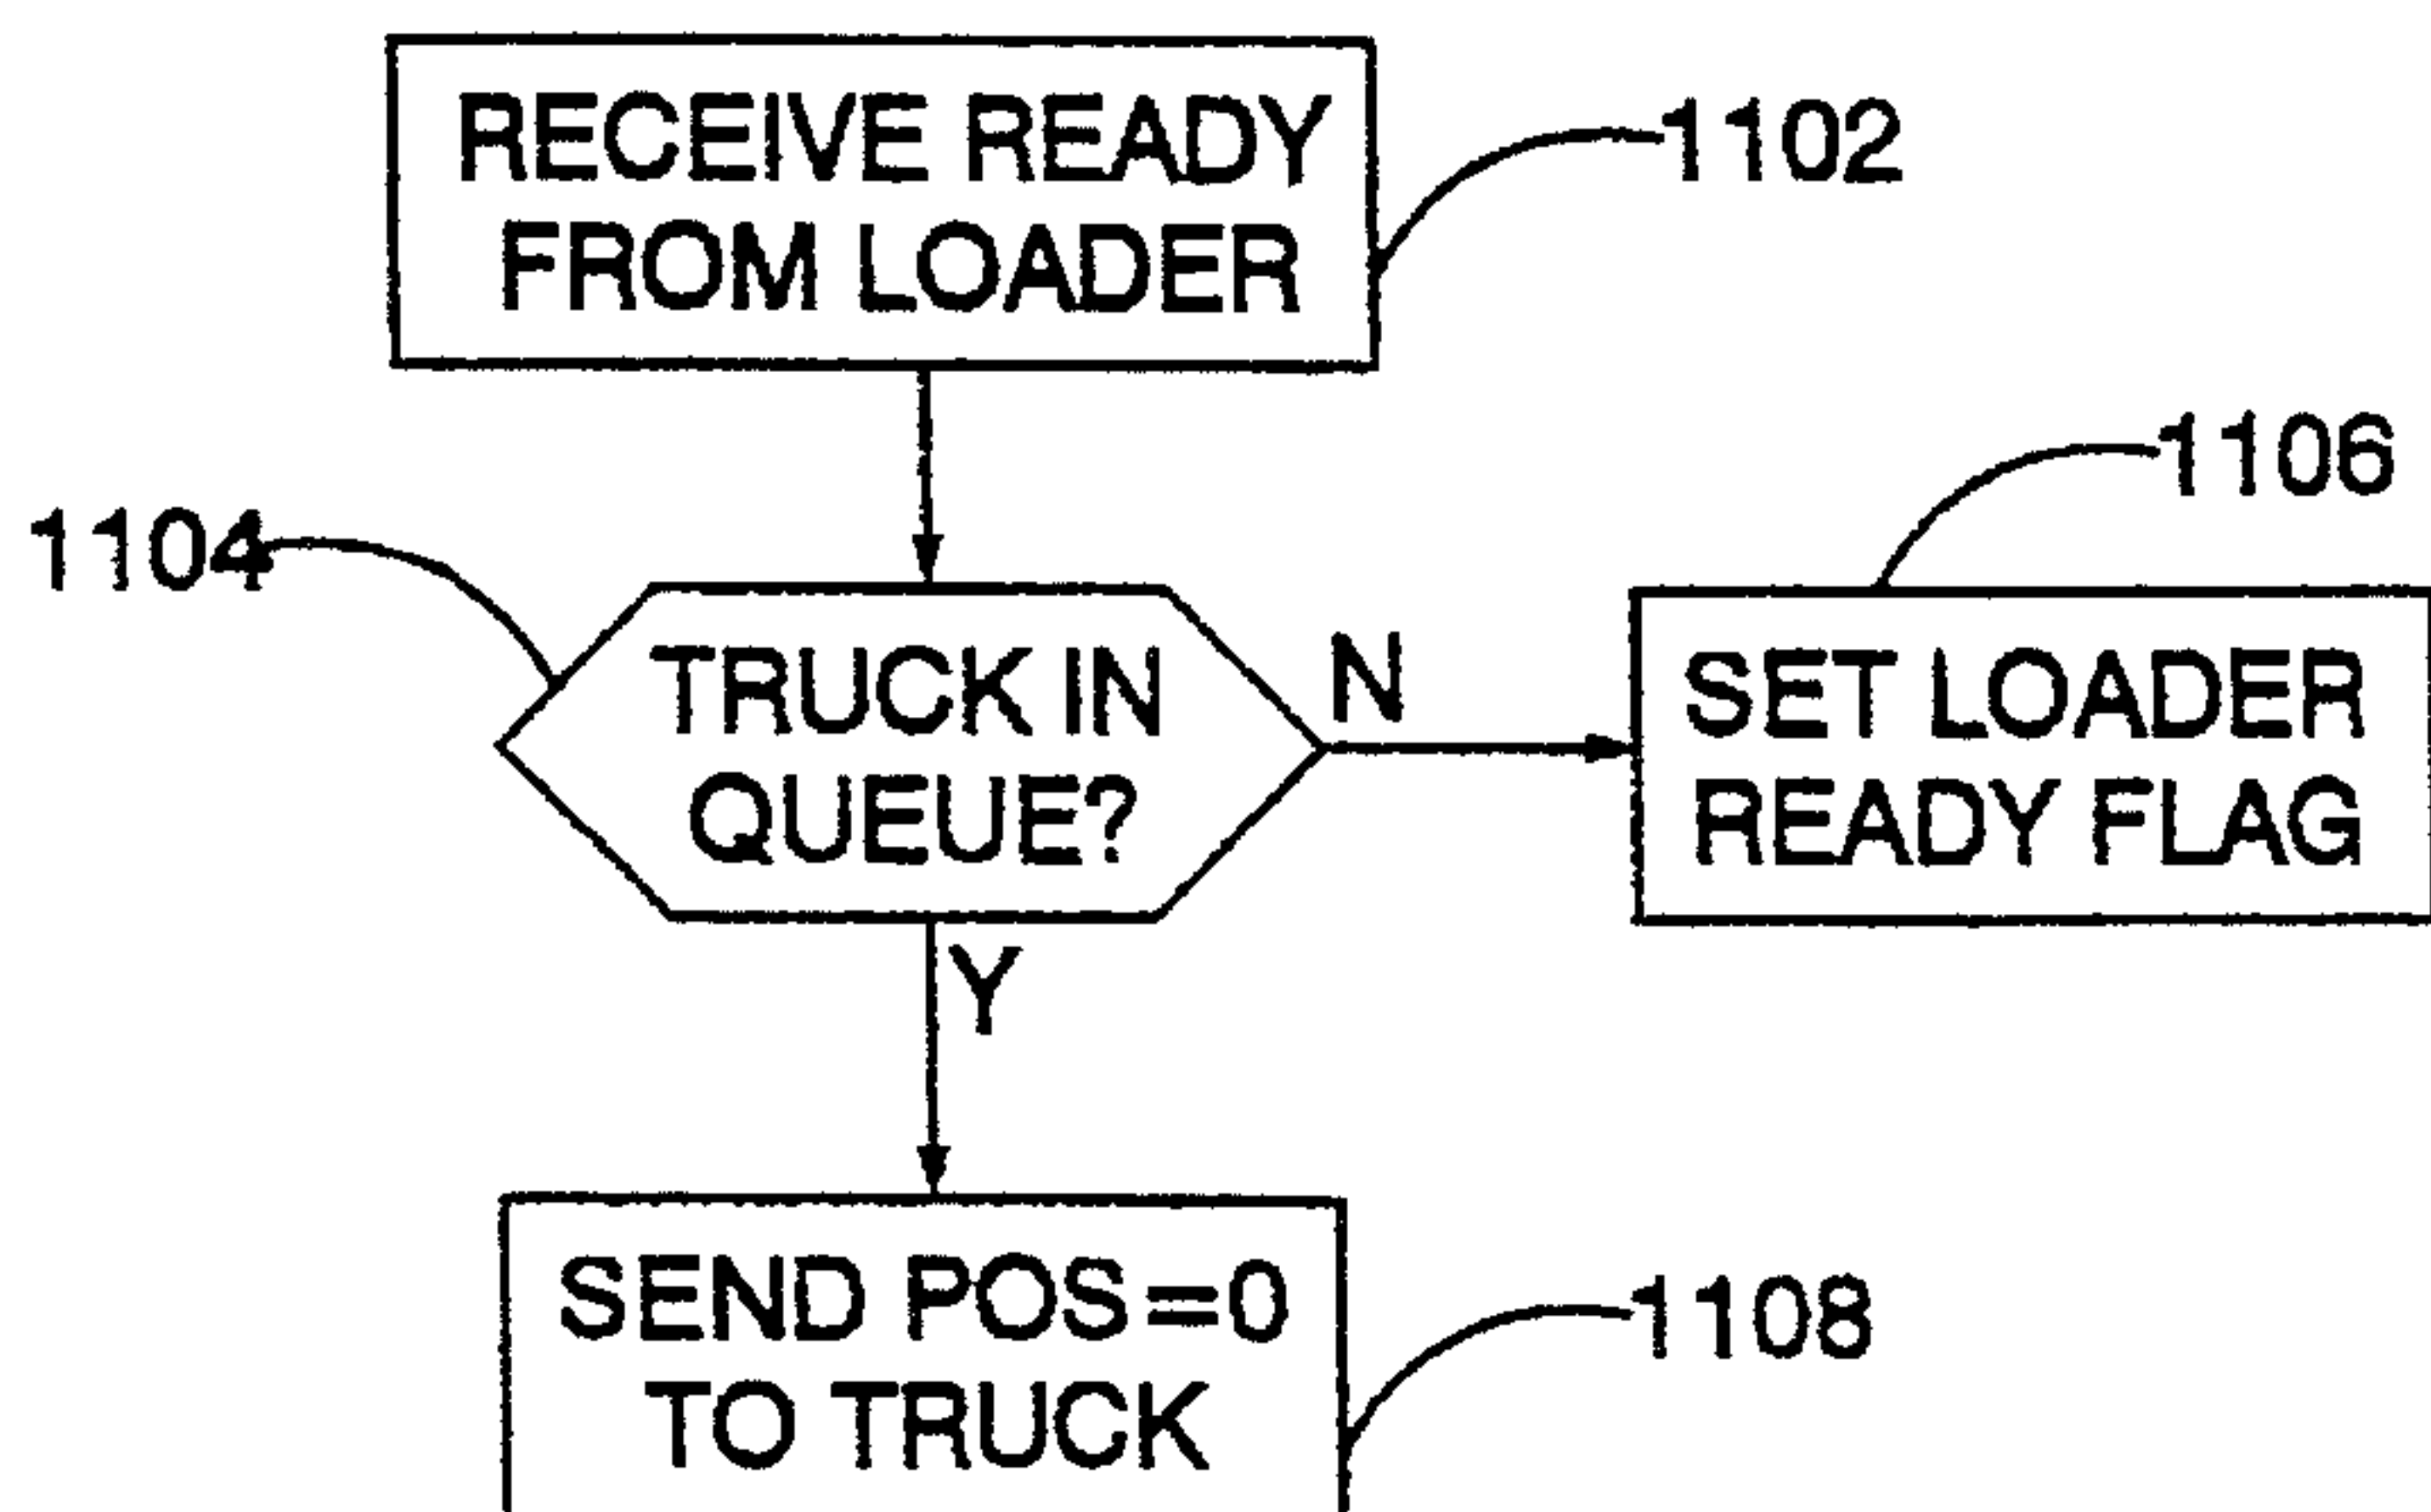 RECEIVE READY
FROM LOADER
1102
1104
TRUCK IN
QUEUE?
N
1106
SET LOADER
READY FLAG
Y
SEND POS=0
TO TRUCK
1108